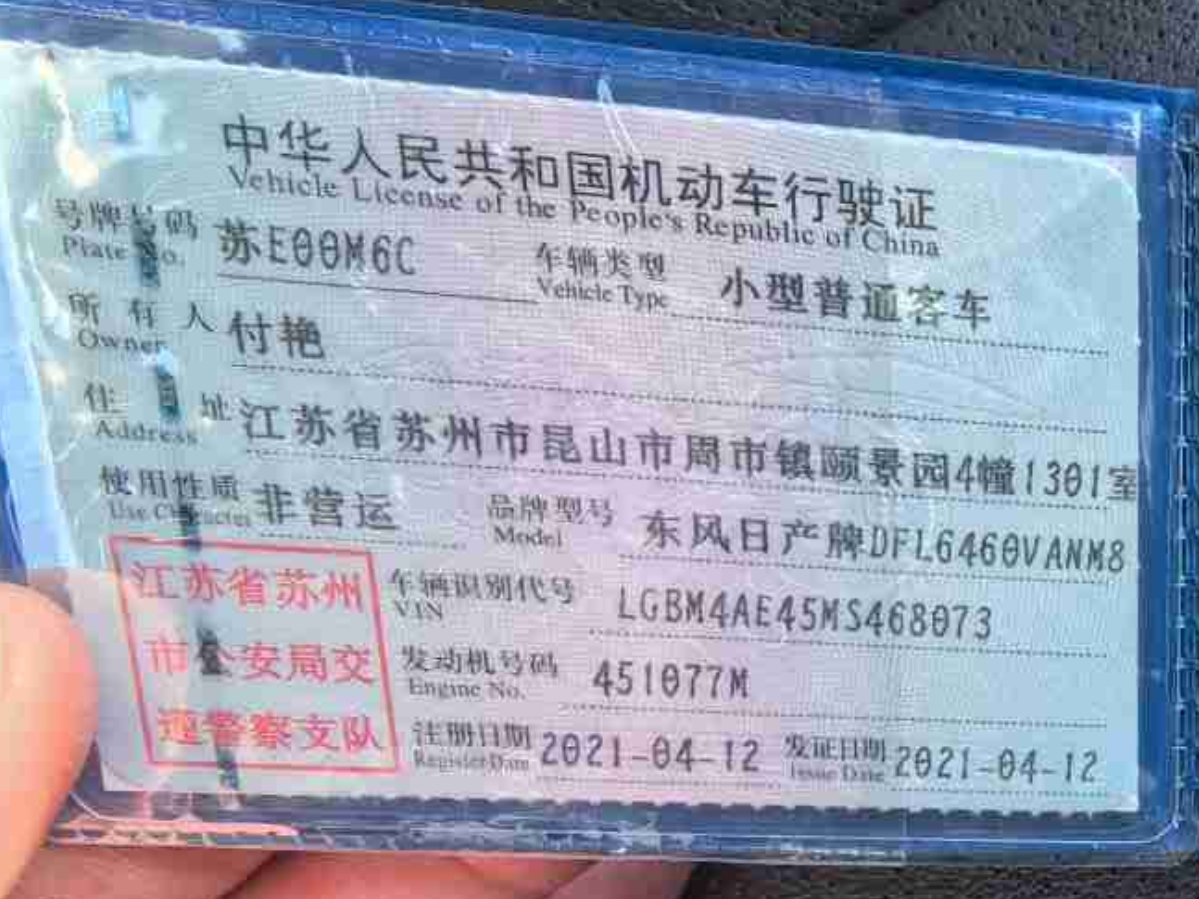 中华人民共和国机动车行驶证
Vehicle License of the People's Republic of China
号牌号码 苏E00M6C 车辆类型 小型普通客车
Plate No. Vehicle Type
所有人 付艳
Owner
住址 江苏省苏州市昆山市周市镇颐景园4幢1301室
Address
使用性质 非营运 品牌型号 东风日产牌DFL6460VANM8
Use Character Model
江苏省苏州 车辆识别代号 LGBM4AE45MS468073
VIN
市公安局交 发动机号码 451077M
Engine No.
通警察支队 注册日期 2021-04-12 发证日期 2021-04-12
Register Date Issue Date